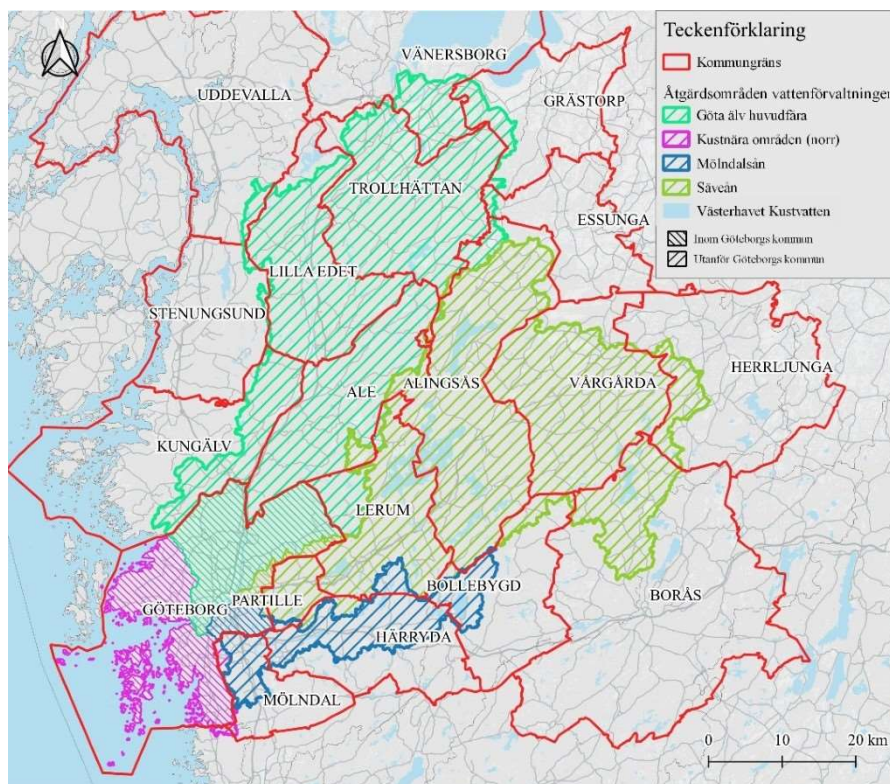 Teckenförklaring
Kommungräns
Åtgärdsområden vattenförvaltningen
Göta älv huvudfåra
Kustnära områden (norr)
Mölndalsån
Säveån
Västerhavet Kustvatten
Inom Göteborgs kommun
Utanför Göteborgs kommun
VÄNERSBORG
UDDEVALLA
GRÄSTORP
TROLLHÄTTAN
ESSUNGA
LILLA EDET
STENUNGSUND
HERRLJUNGA
ALE
ALINGSÅS
VÅRGÅRDA
KUNGÄLV
LERUM
BOLLEBYGD
BORÅS
GÖTEBORG
PARTILLE
HÄRRYDA
MÖLNDAL
0 10 20 km